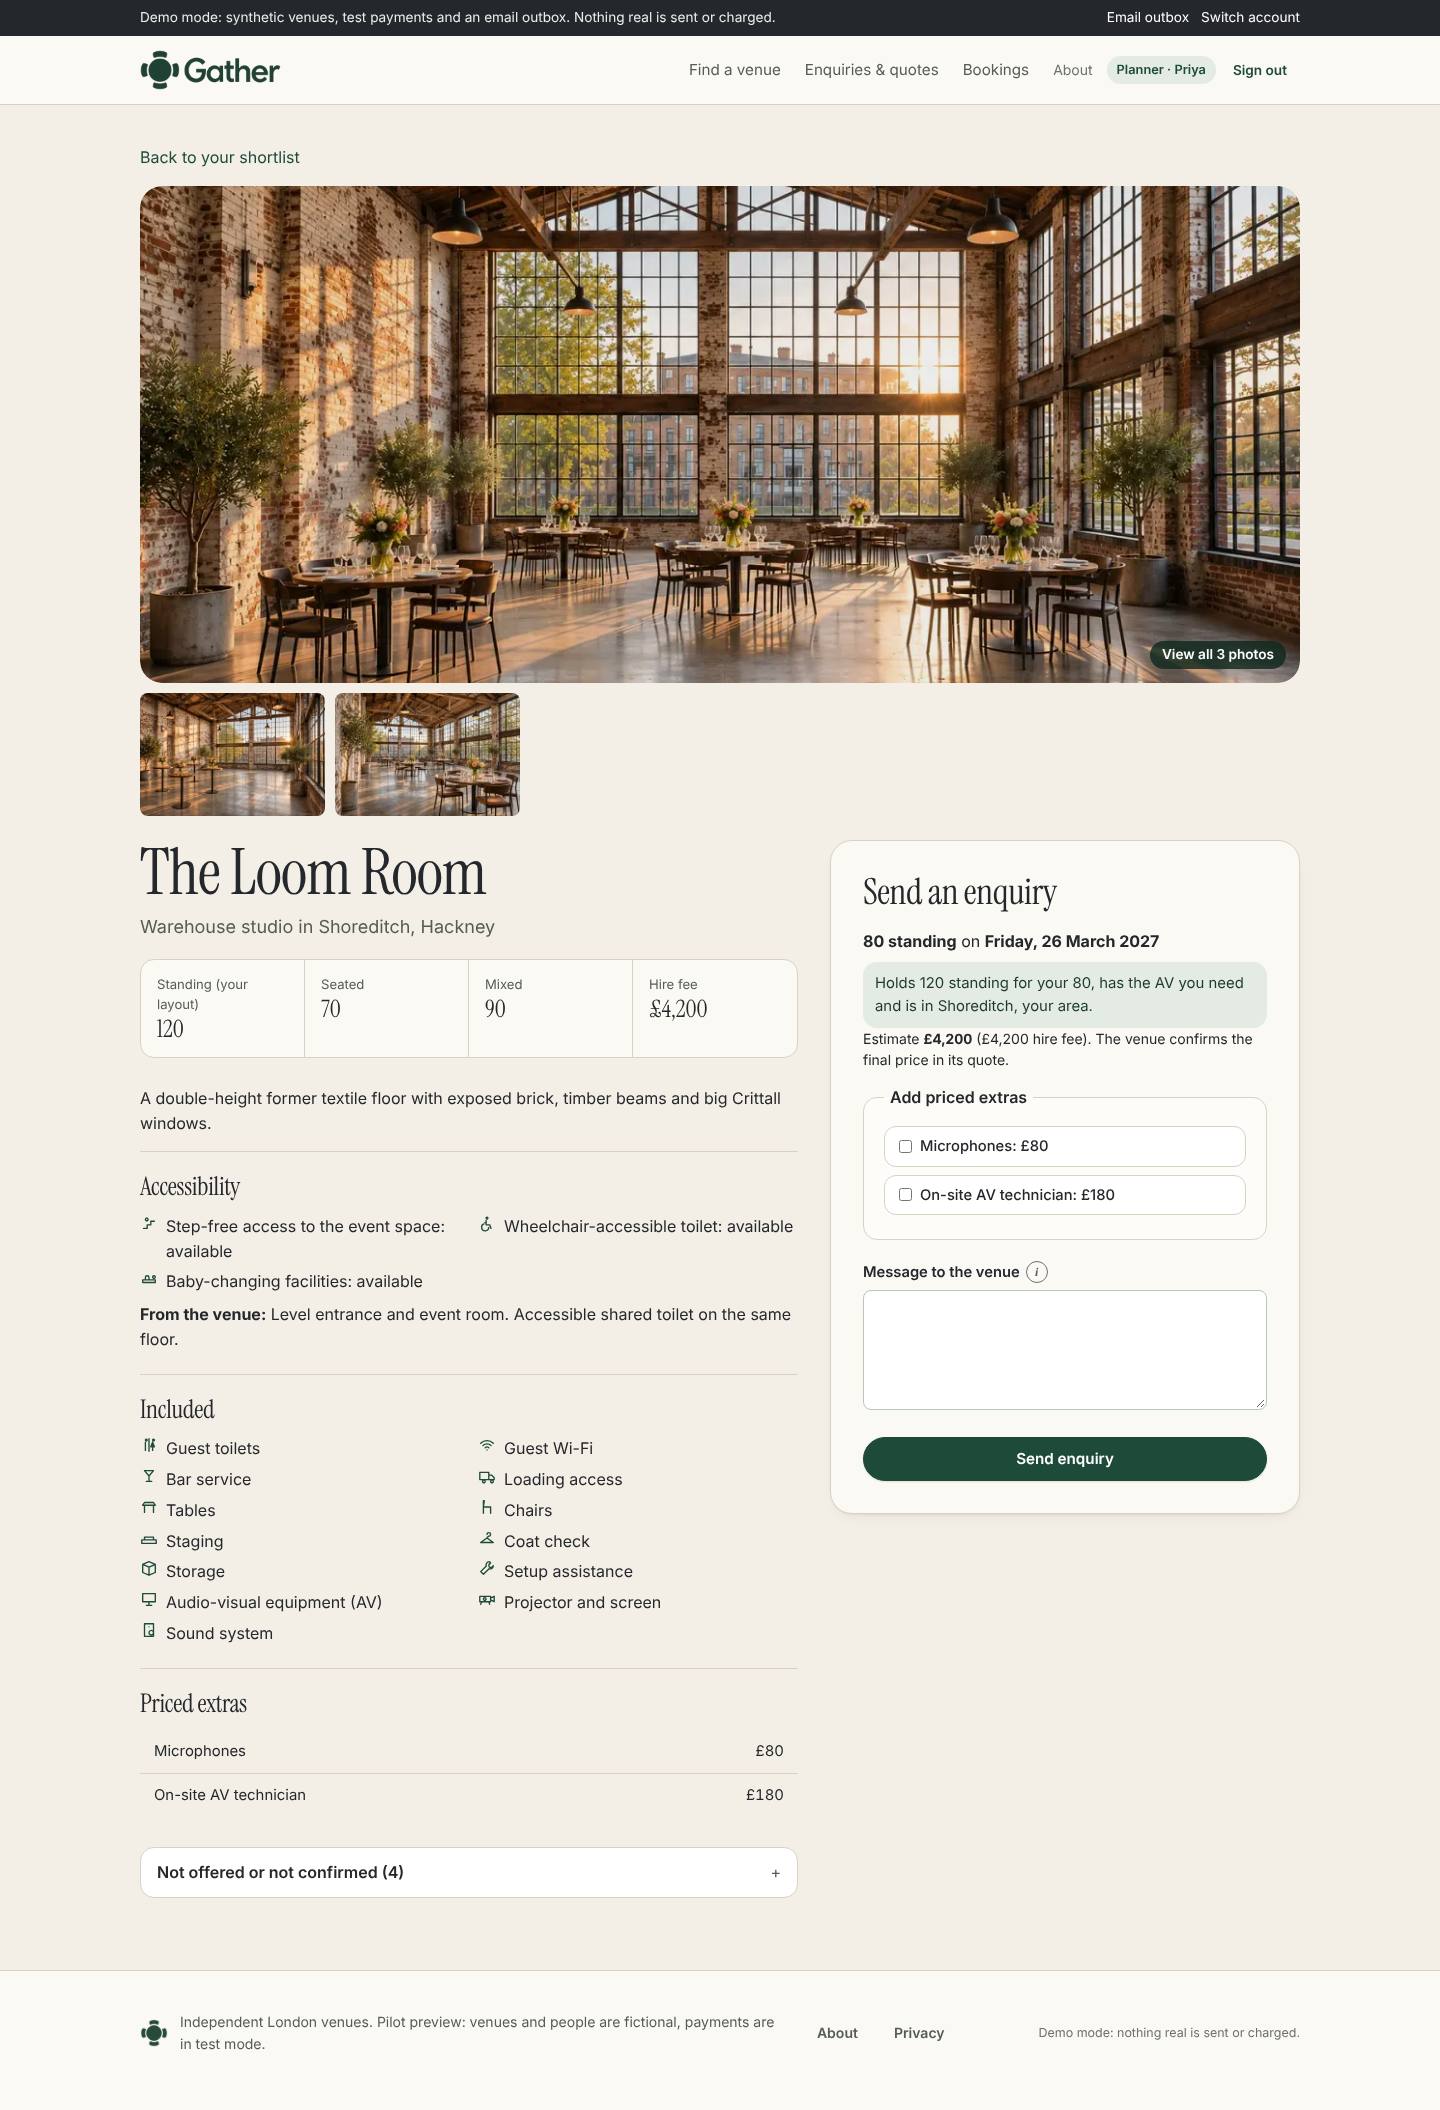 Demo mode: synthetic venues, test payments and an email outbox. Nothing real is sent or charged.
Email outbox Switch account
Gather
Find a venue Enquiries & quotes Bookings About Planner · Priya Sign out
Back to your shortlist
View all 3 photos
The Loom Room
Warehouse studio in Shoreditch, Hackney
Standing (your
layout)
120
Seated
70
Mixed
90
Hire fee
£4,200
A double-height former textile floor with exposed brick, timber beams and big Crittall
windows.
Accessibility
Step-free access to the event space:
available
Wheelchair-accessible toilet: available
Baby-changing facilities: available
From the venue: Level entrance and event room. Accessible shared toilet on the same
floor.
Included
Guest toilets
Guest Wi-Fi
Bar service
Loading access
Tables
Chairs
Staging
Coat check
Storage
Setup assistance
Audio-visual equipment (AV)
Projector and screen
Sound system
Priced extras
Microphones £80
On-site AV technician £180
Not offered or not confirmed (4) +
Send an enquiry
80 standing on Friday, 26 March 2027
Holds 120 standing for your 80, has the AV you need
and is in Shoreditch, your area.
Estimate £4,200 (£4,200 hire fee). The venue confirms the
final price in its quote.
Add priced extras
Microphones: £80
On-site AV technician: £180
Message to the venue i
Send enquiry
Independent London venues. Pilot preview: venues and people are fictional, payments are
in test mode.
About Privacy
Demo mode: nothing real is sent or charged.